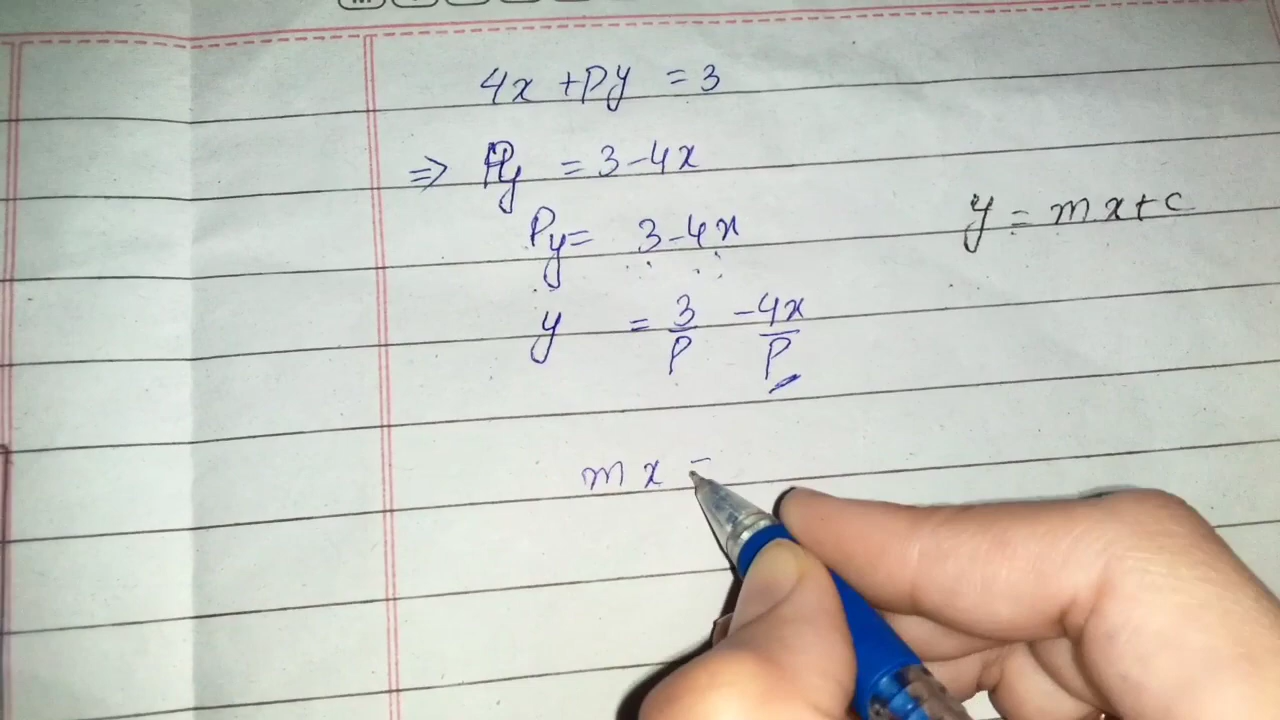 4x + py = 3
⇒ Py = 3 - 4x
Py = 3 - 4x
y = mx + c
y = 3/P - 4x/P
mx =